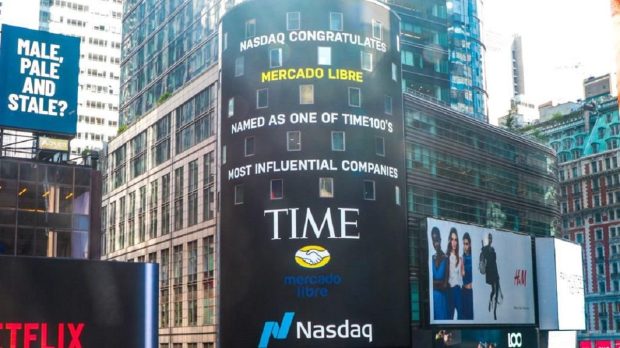 MALE,
PALE
AND
STALE?
NASDAQ CONGRATULATES
MERCADO LIBRE
NAMED AS ONE OF TIME100'S
MOST INFLUENTIAL COMPANIES
TIME
mercado
libre
Nasdaq
NETFLIX
H&M